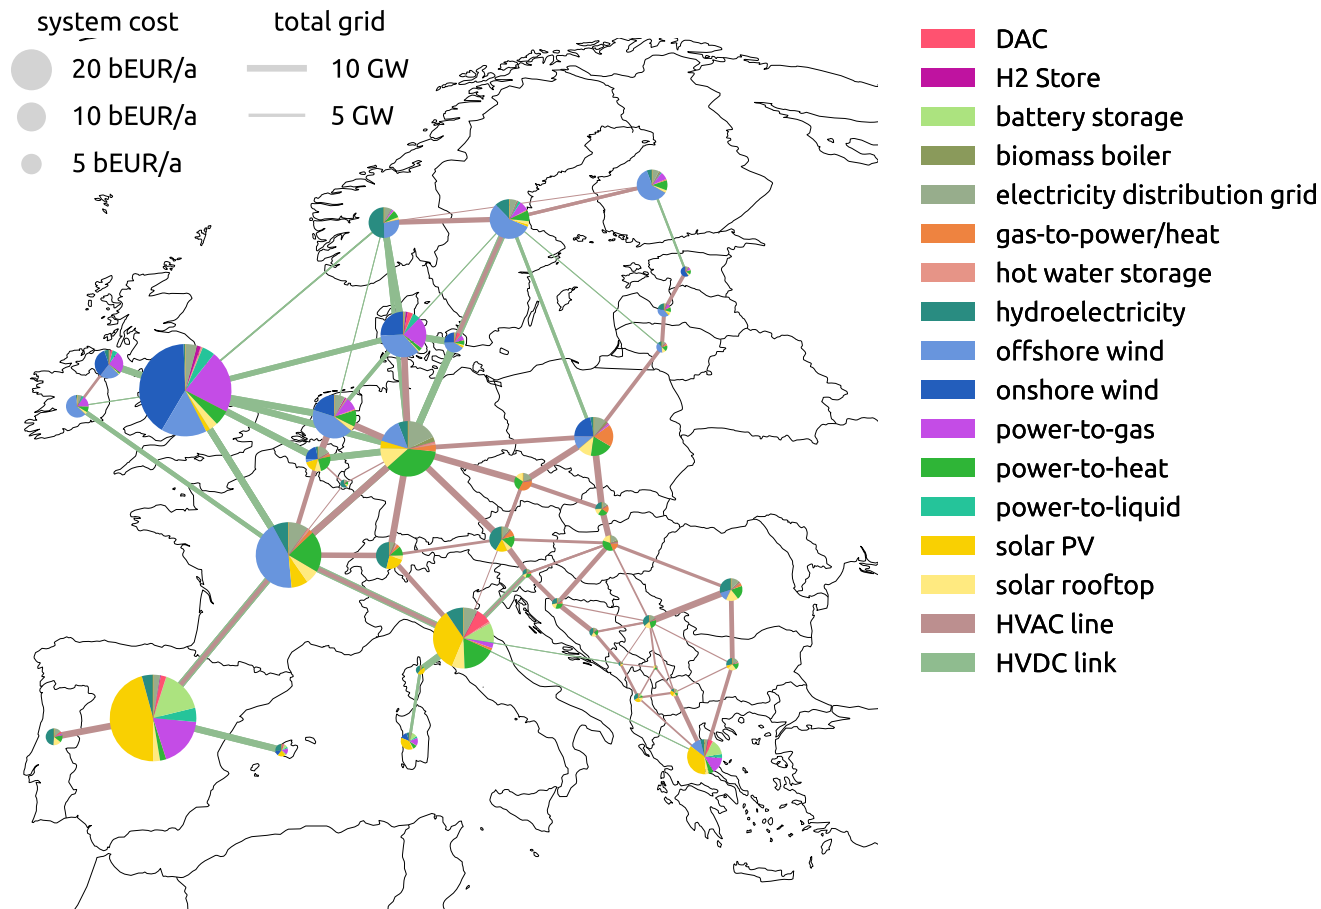 system cost
20 bEUR/a
10 bEUR/a
5 bEUR/a
total grid
10 GW
5 GW
DAC
H2 Store
battery storage
biomass boiler
electricity distribution grid
gas-to-power/heat
hot water storage
hydroelectricity
offshore wind
onshore wind
power-to-gas
power-to-heat
power-to-liquid
solar PV
solar rooftop
HVAC line
HVDC link